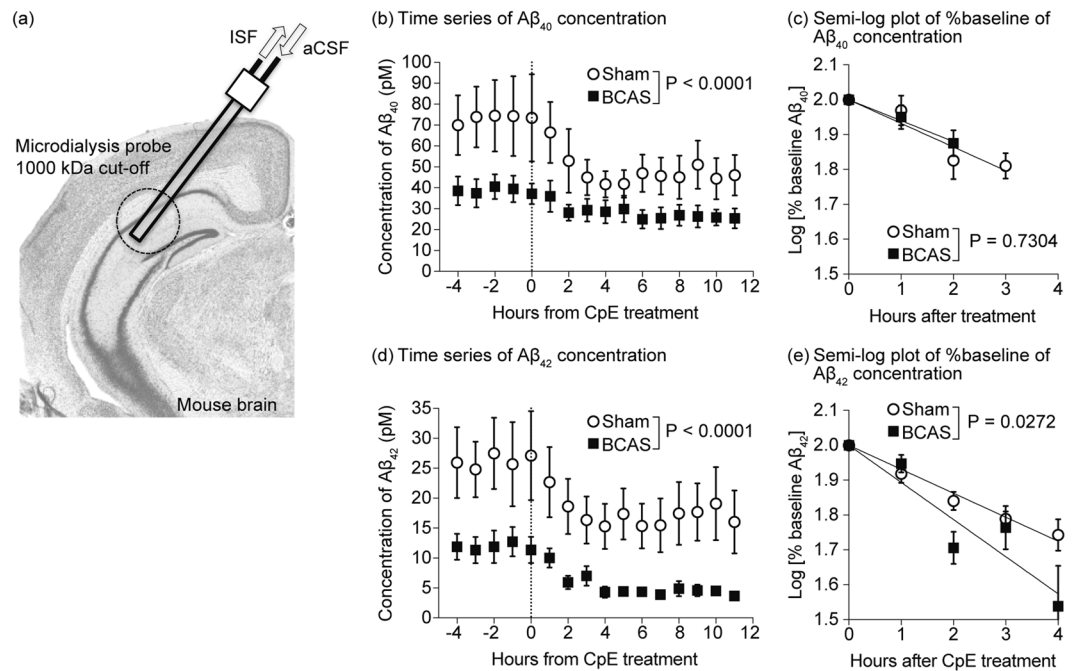 (a)
ISF
aCSF
Microdialysis probe
1000 kDa cut-off
Mouse brain
(b) Time series of Aβ₄₀ concentration
Concentration of Aβ₄₀ (pM)
100
90
80
70
60
50
40
30
20
10
0
Sham
BCAS
P < 0.0001
-4 -2 0 2 4 6 8 10 12
Hours from CpE treatment
(c) Semi-log plot of %baseline of
Aβ₄₀ concentration
Log [% baseline Aβ₄₀]
2.1
2.0
1.9
1.8
1.7
1.6
1.5
Sham
BCAS
P = 0.7304
0 1 2 3 4
Hours after treatment
(d) Time series of Aβ₄₂ concentration
Concentration of Aβ₄₂ (pM)
35
30
25
20
15
10
5
0
Sham
BCAS
P < 0.0001
-4 -2 0 2 4 6 8 10 12
Hours from CpE treatment
(e) Semi-log plot of %baseline of
Aβ₄₂ concentration
Log [% baseline Aβ₄₂]
2.1
2.0
1.9
1.8
1.7
1.6
1.5
Sham
BCAS
P = 0.0272
0 1 2 3 4
Hours after CpE treatment